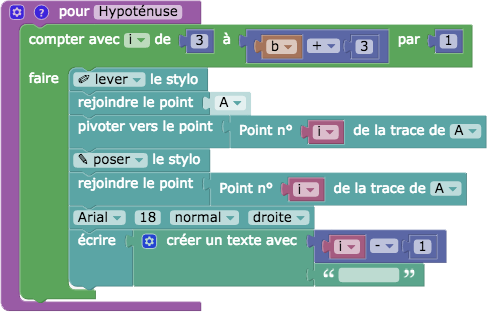 ? pour Hypoténuse
compter avec i de 3 à b + 3 par 1
faire lever le stylo
rejoindre le point A
pivoter vers le point Point n° i de la trace de A
poser le stylo
rejoindre le point Point n° i de la trace de A
Arial 18 normal droite
écrire créer un texte avec i - 1
“ ”